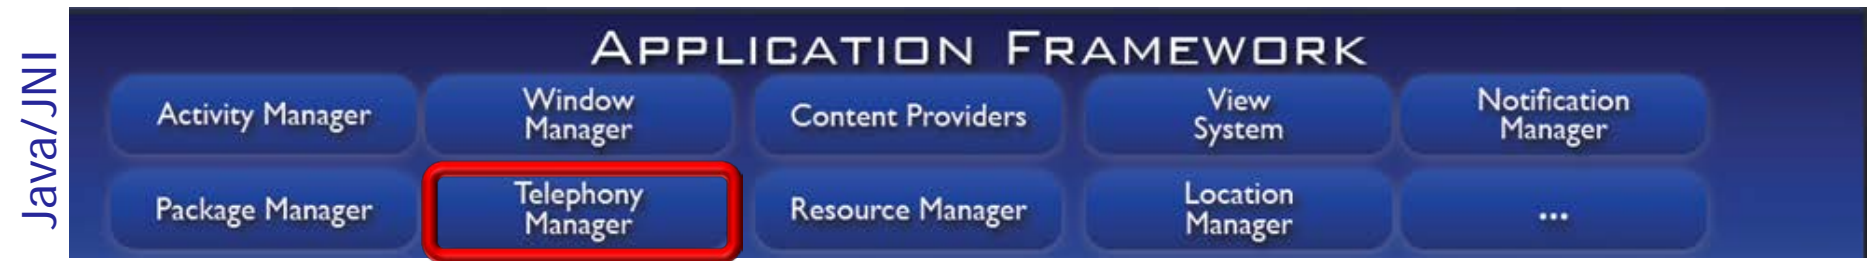 Java/JNI
APPLICATION FRAMEWORK
Activity Manager
Window
Manager
Content Providers
View
System
Notification
Manager
Package Manager
Telephony
Manager
Resource Manager
Location
Manager
...